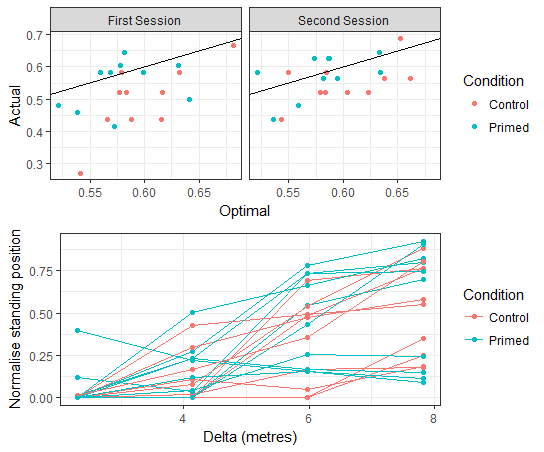 First Session Second Session
0.7
0.6
0.5
0.4
0.3
Actual
0.55 0.60 0.65 0.55 0.60 0.65
Optimal
Condition
Control
Primed
0.75
0.50
0.25
0.00
Normalise standing position
4 6 8
Delta (metres)
Condition
Control
Primed